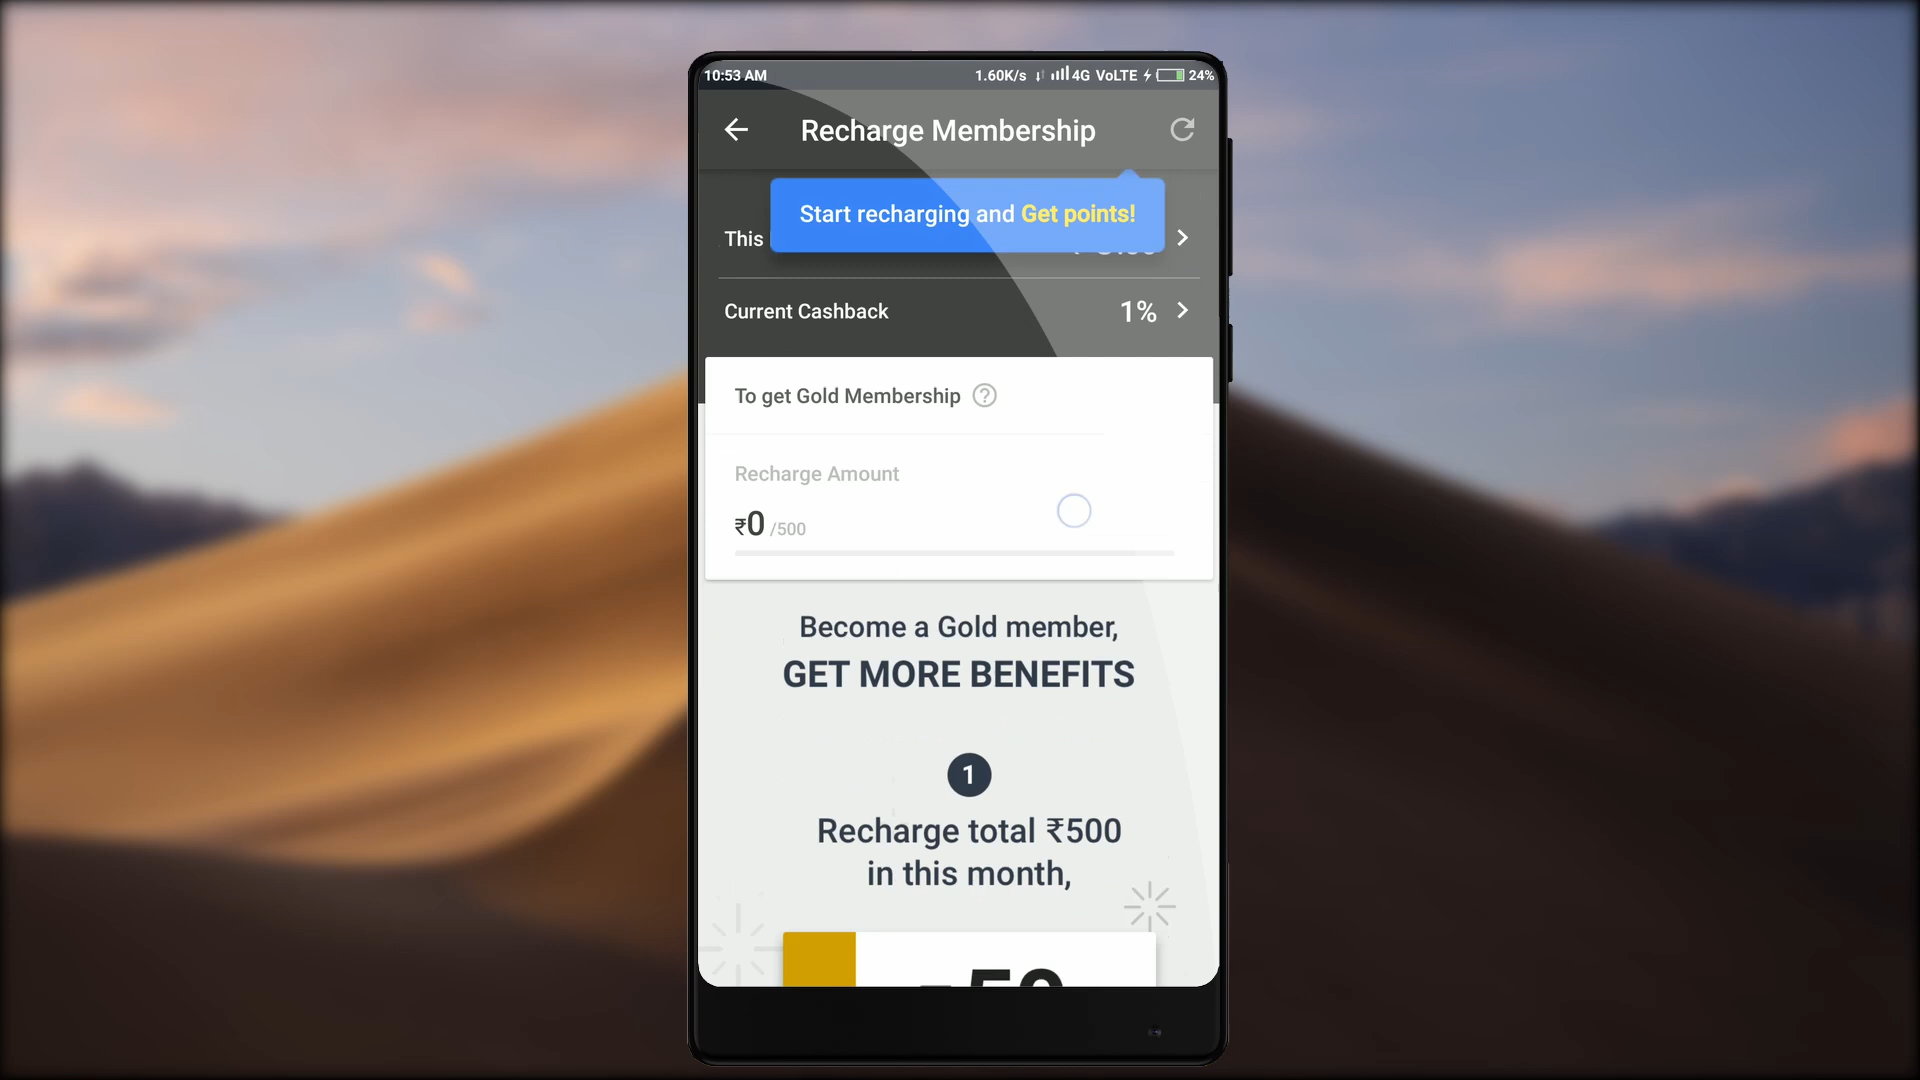 10:53 AM
1.60K/s 4G VoLTE 24%
Recharge Membership
Start recharging and Get points!
This
Current Cashback 1%
To get Gold Membership ?
Recharge Amount
₹0 /500
Become a Gold member,
GET MORE BENEFITS
1
Recharge total ₹500
in this month,